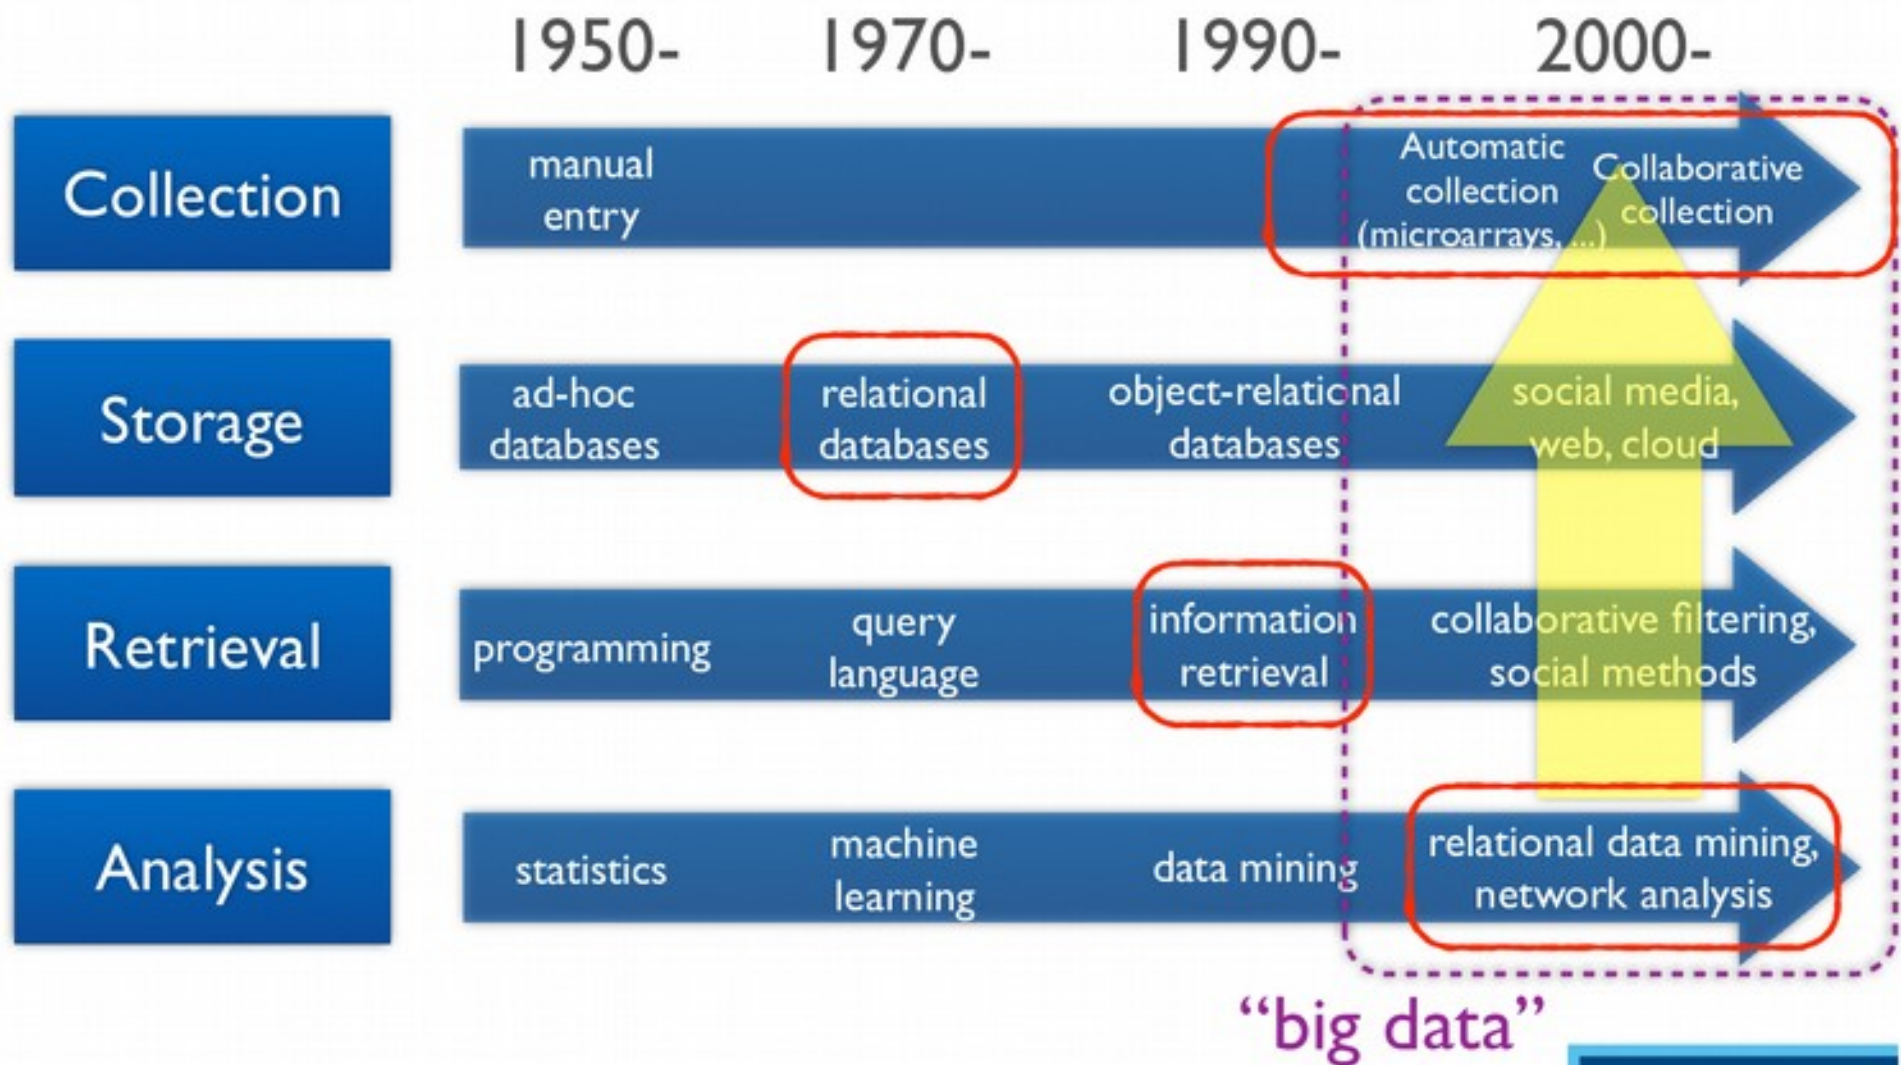 1950- 1970- 1990- 2000-
Collection
manual
entry
Automatic
collection
(microarrays, ...)
Collaborative
collection
Storage
ad-hoc
databases
relational
databases
object-relational
databases
social media,
web, cloud
Retrieval
programming
query
language
information
retrieval
collaborative filtering,
social methods
Analysis
statistics
machine
learning
data mining
relational data mining,
network analysis
“big data”